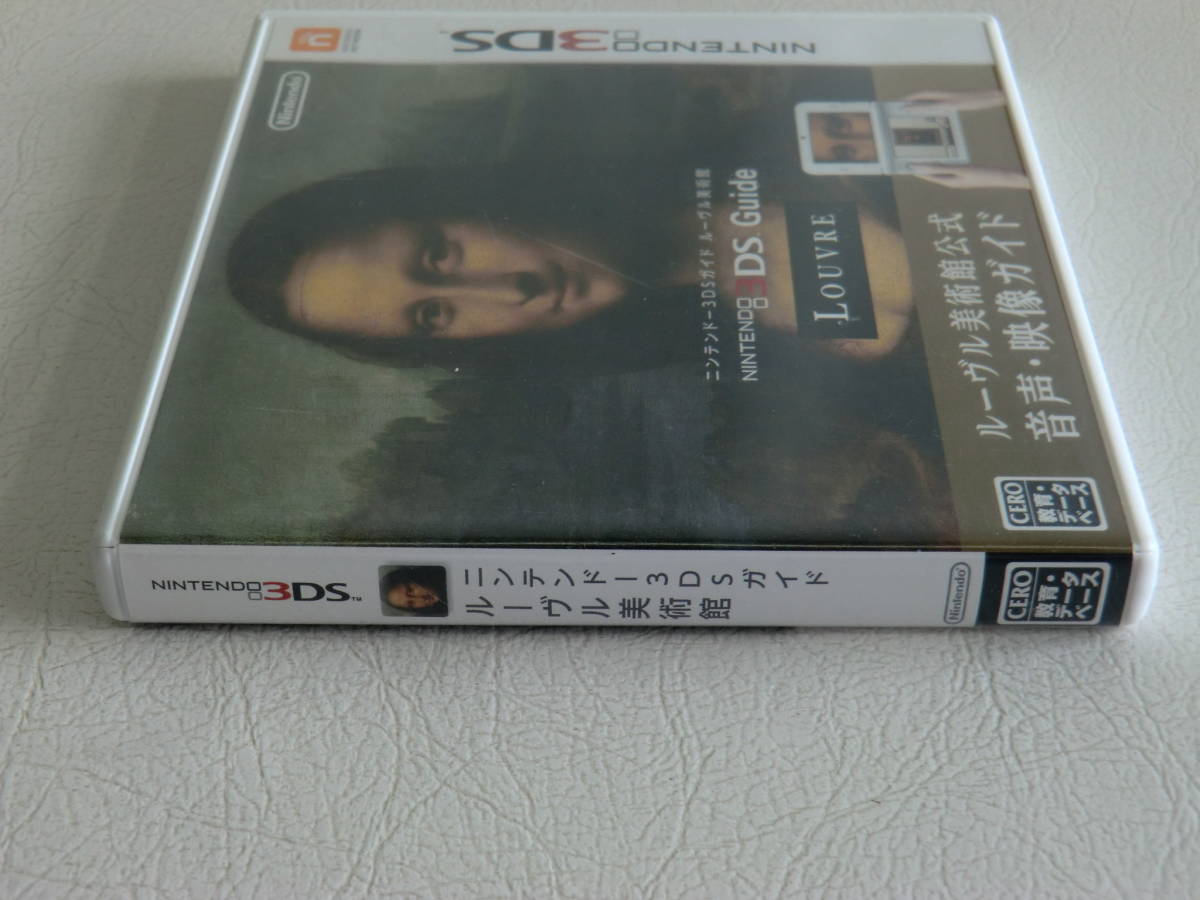 NINTENDO 3DS™
Nintendo
ニンテンドー3DSガイド ルーヴル美術館
NINTENDO 3DS Guide
LOUVRE
ルーヴル美術館公式
音声・映像ガイド
CERO
教育・
データ
ベース
NINTENDO 3DS™
ニンテンドー3DSガイド
ルーヴル美術館
Nintendo
CERO
教育・
データ
ベース